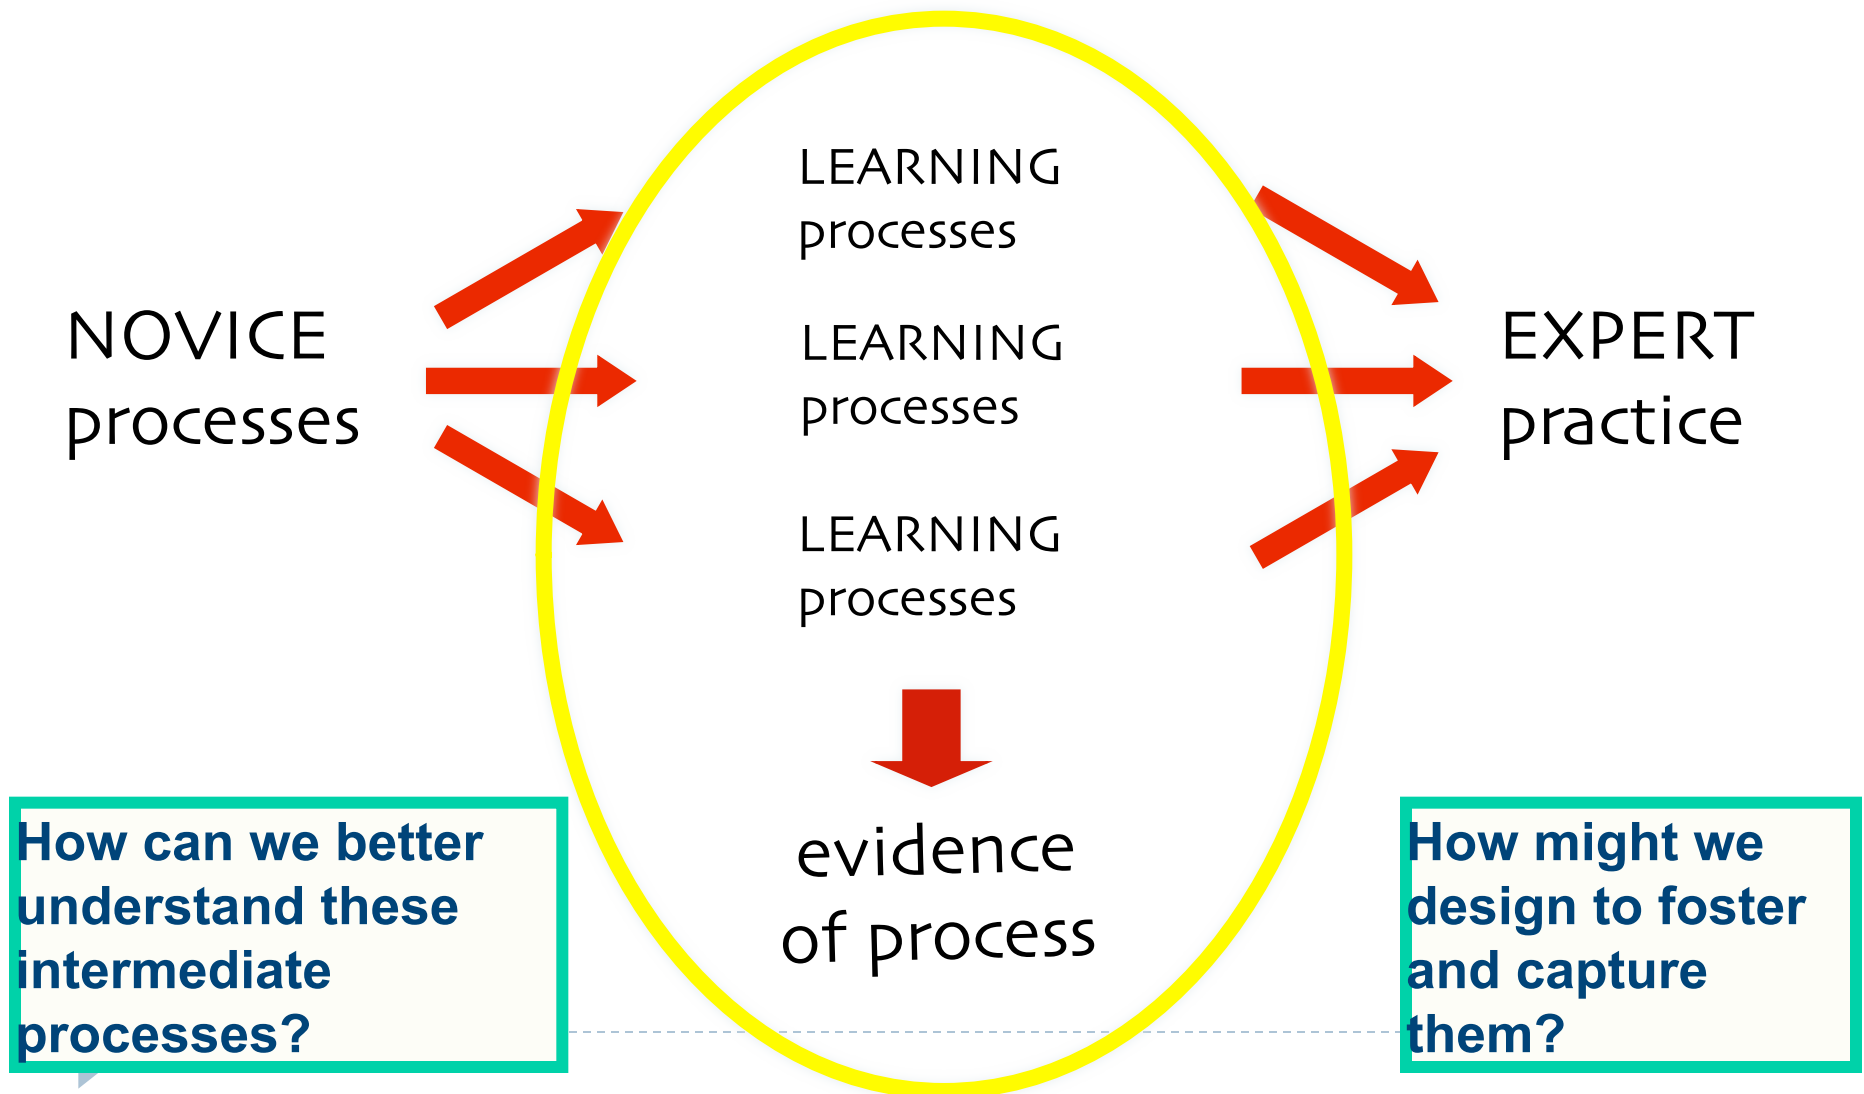 LEARNING
processes
NOVICE
processes
LEARNING
processes
EXPERT
practice
LEARNING
processes
evidence
of process
How can we better
understand these
intermediate
processes?
How might we
design to foster
and capture
them?